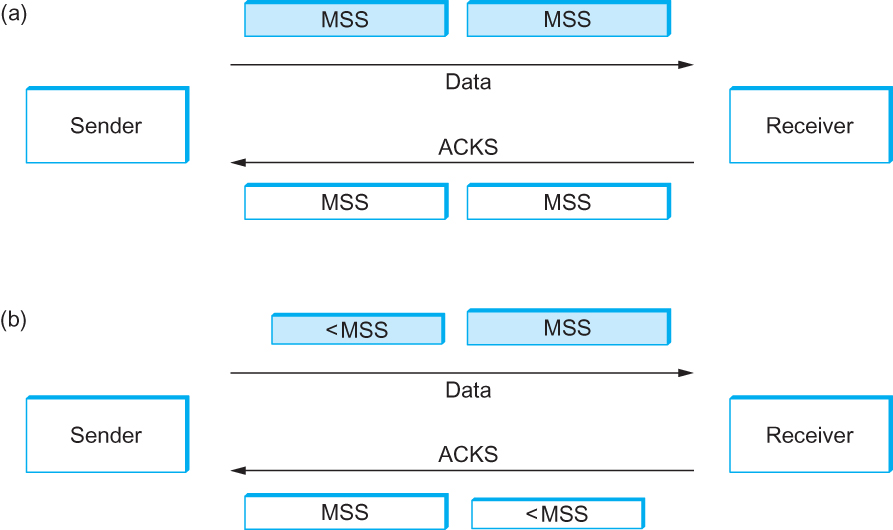 (a)
MSS MSS
Data
Sender Receiver
ACKS
MSS MSS
(b)
<MSS MSS
Data
Sender Receiver
ACKS
MSS <MSS